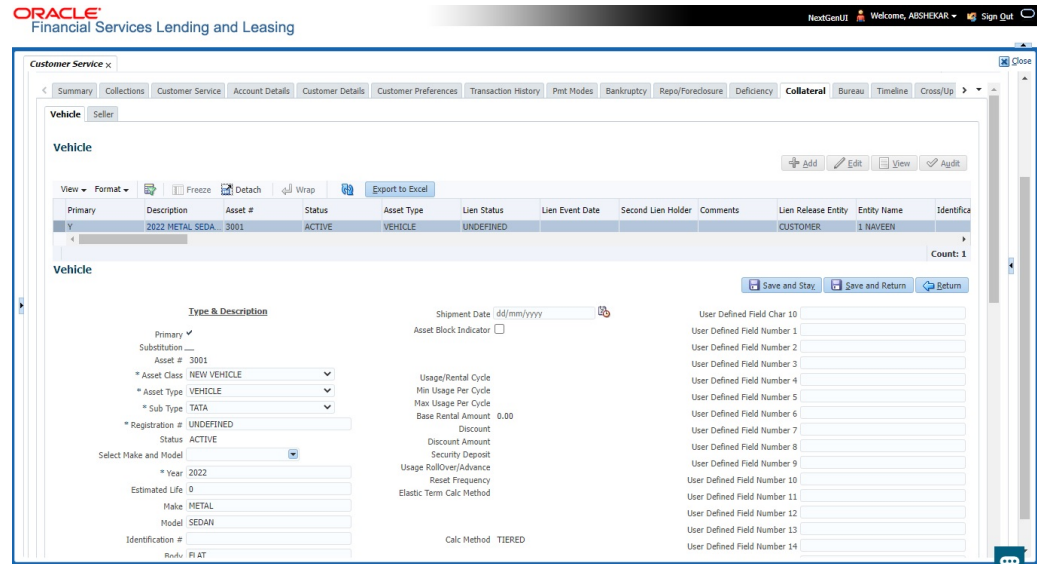 ORACLE
Financial Services Lending and Leasing
NextGenUI Welcome, ABSHEKAR Sign Out
Close
Customer Service x
Summary Collections Customer Service Account Details Customer Details Customer Preferences Transaction History Pmt Modes Bankruptcy Repo/Foreclosure Deficiency Collateral Bureau Timeline Cross/Up
Vehicle Seller
Vehicle
Add Edit View Audit
View Format Freeze Detach Wrap Export to Excel
Primary Description Asset # Status Asset Type Lien Status Lien Event Date Second Lien Holder Comments Lien Release Entity Entity Name Identifica
Y 2022 METAL SEDA... 3001 ACTIVE VEHICLE UNDEFINED CUSTOMER 1 NAVEEN
Count: 1
Vehicle
Save and Stay Save and Return Return
Type & Description
Primary
Substitution
Asset # 3001
* Asset Class NEW VEHICLE
* Asset Type VEHICLE
* Sub Type TATA
* Registration # UNDEFINED
Status ACTIVE
Select Make and Model
* Year 2022
Estimated Life 0
Make METAL
Model SEDAN
Identification #
Body FLAT
Shipment Date dd/mm/yyyy
Asset Block Indicator
Usage/Rental Cycle
Min Usage Per Cycle
Max Usage Per Cycle
Base Rental Amount 0.00
Discount
Discount Amount
Security Deposit
Usage RollOver/Advance
Reset Frequency
Elastic Term Calc Method
Calc Method TIERED
User Defined Field Char 10
User Defined Field Number 1
User Defined Field Number 2
User Defined Field Number 3
User Defined Field Number 4
User Defined Field Number 5
User Defined Field Number 6
User Defined Field Number 7
User Defined Field Number 8
User Defined Field Number 9
User Defined Field Number 10
User Defined Field Number 11
User Defined Field Number 12
User Defined Field Number 13
User Defined Field Number 14